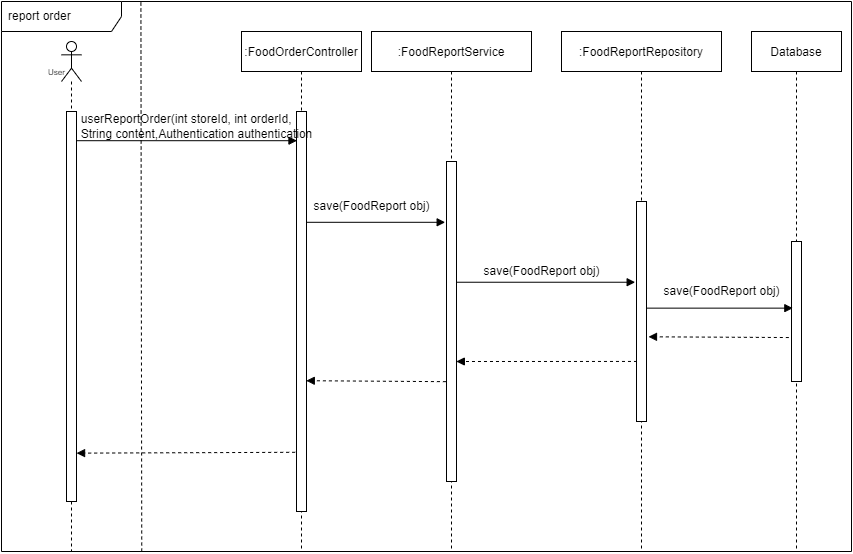 report order
User
:FoodOrderController
:FoodReportService
:FoodReportRepository
Database
userReportOrder(int storeId, int orderId,
String content,Authentication authentication
save(FoodReport obj)
save(FoodReport obj)
save(FoodReport obj)